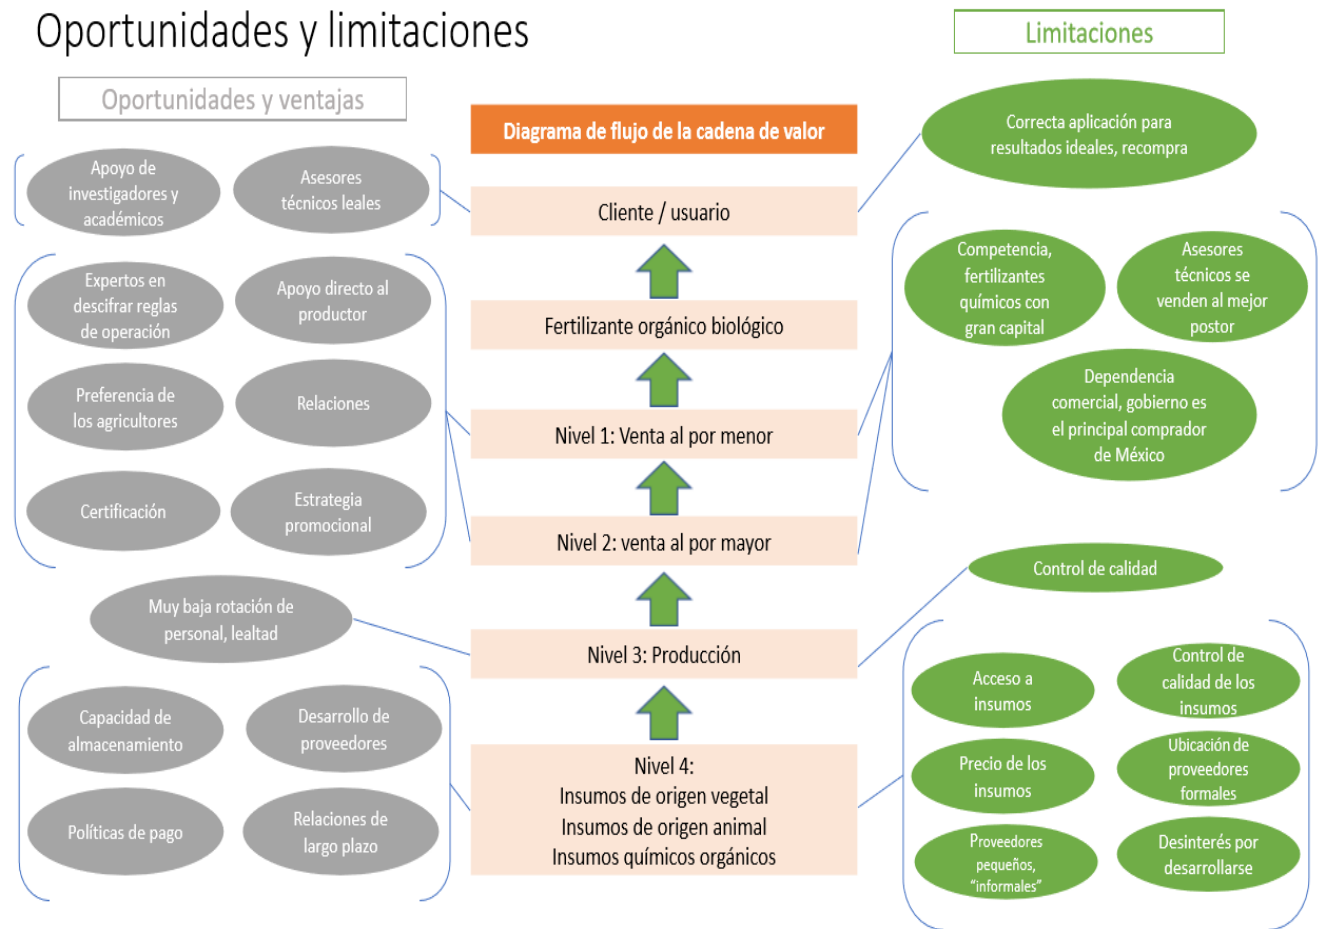 Oportunidades y limitaciones
Limitaciones
Oportunidades y ventajas
Diagrama de flujo de la cadena de valor
Apoyo de
investigadores y
académicos
Asesores
técnicos leales
Cliente / usuario
Correcta aplicación para
resultados ideales, recompra
Expertos en
descifrar reglas
de operación
Apoyo directo al
productor
Preferencia de
los agricultores
Relaciones
Certificación
Estrategia
promocional
Fertilizante orgánico biológico
Nivel 1: Venta al por menor
Nivel 2: venta al por mayor
Competencia,
fertilizantes
químicos con
gran capital
Asesores
técnicos se
venden al mejor
postor
Dependencia
comercial, gobierno es
el principal comprador
de México
Muy baja rotación de
personal, lealtad
Nivel 3: Producción
Control de calidad
Capacidad de
almacenamiento
Desarrollo de
proveedores
Políticas de pago
Relaciones de
largo plazo
Nivel 4:
Insumos de origen vegetal
Insumos de origen animal
Insumos químicos orgánicos
Acceso a
insumos
Control de
calidad de los
insumos
Precio de los
insumos
Ubicación de
proveedores
formales
Proveedores
pequeños,
“informales”
Desinterés por
desarrollarse